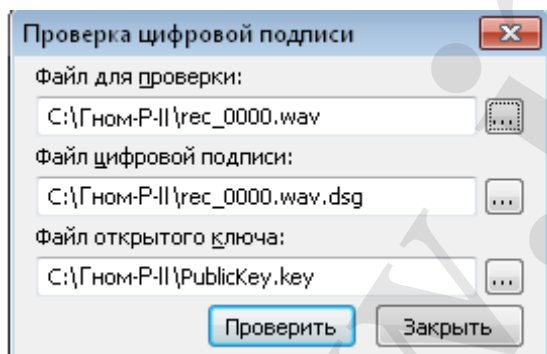 Проверка цифровой подписи
Файл для проверки:
C:\Гном-Р-II\rec_0000.wav
...
Файл цифровой подписи:
C:\Гном-Р-II\rec_0000.wav.dsg
...
Файл открытого ключа:
C:\Гном-Р-II\PublicKey.key
...
Проверить Закрыть